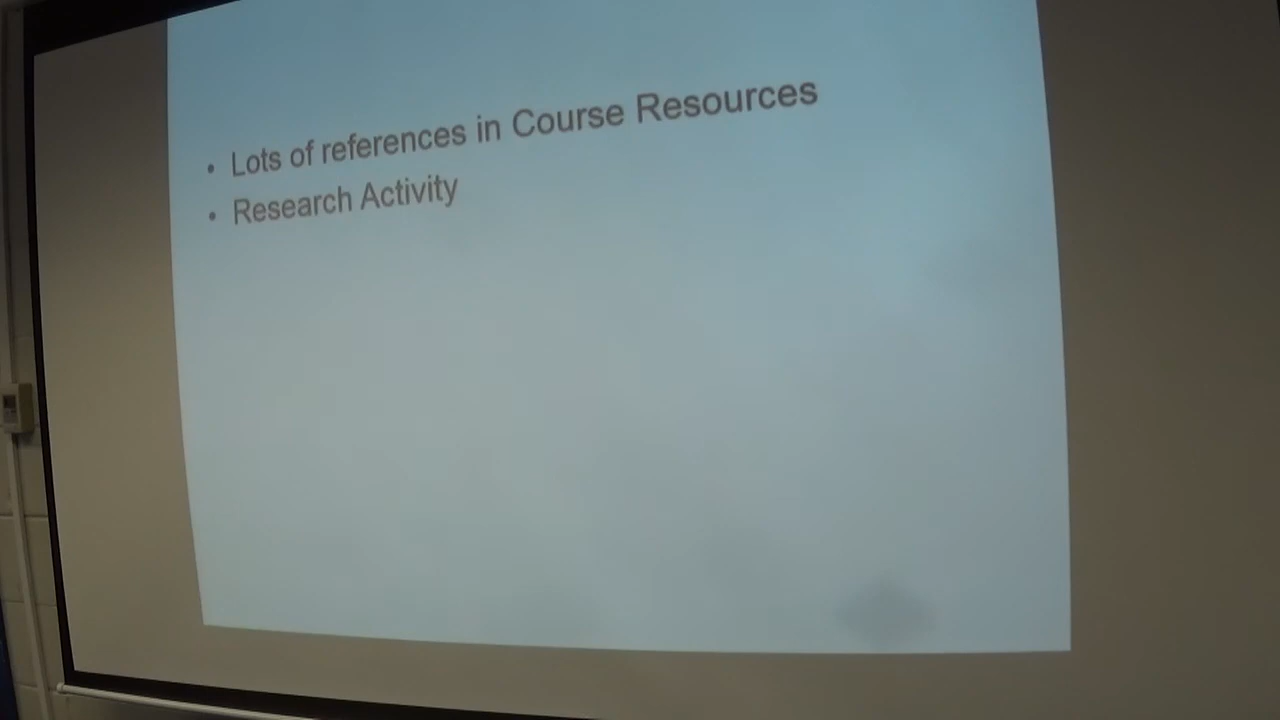 • Lots of references in Course Resources
• Research Activity